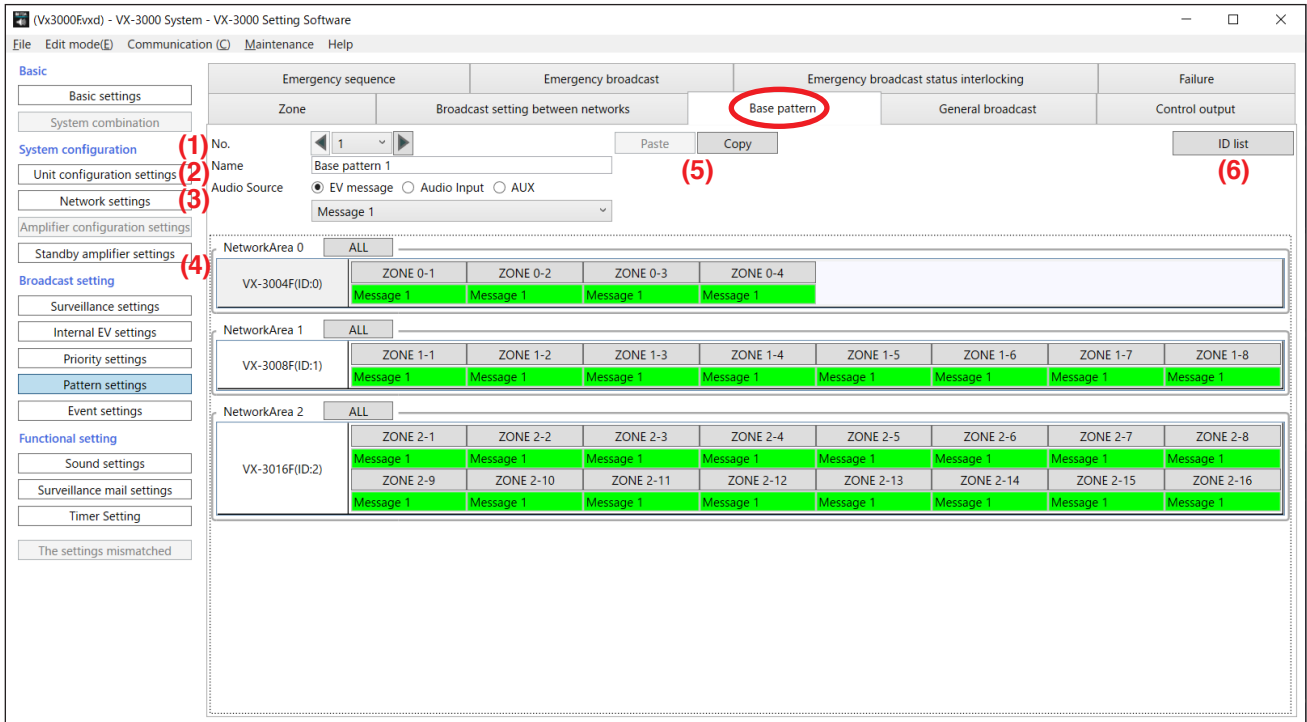 (Vx3000F.vxd) - VX-3000 System - VX-3000 Setting Software
File Edit mode(E) Communication (C) Maintenance Help
Basic
Basic settings
System combination
System configuration
Unit configuration settings
Network settings
Amplifier configuration settings
Standby amplifier settings
Broadcast setting
Surveillance settings
Internal EV settings
Priority settings
Pattern settings
Event settings
Functional setting
Sound settings
Surveillance mail settings
Timer Setting
The settings mismatched
Emergency sequence Emergency broadcast Emergency broadcast status interlocking Failure
Zone Broadcast setting between networks Base pattern General broadcast Control output
(1) No. 1 Paste Copy ID list
(2) Name Base pattern 1 (5) (6)
(3) Audio Source EV message Audio Input AUX
Message 1
(4) NetworkArea 0 ALL
VX-3004F(ID:0)
ZONE 0-1 ZONE 0-2 ZONE 0-3 ZONE 0-4
Message 1 Message 1 Message 1 Message 1
NetworkArea 1 ALL
VX-3008F(ID:1)
ZONE 1-1 ZONE 1-2 ZONE 1-3 ZONE 1-4 ZONE 1-5 ZONE 1-6 ZONE 1-7 ZONE 1-8
Message 1 Message 1 Message 1 Message 1 Message 1 Message 1 Message 1 Message 1
NetworkArea 2 ALL
VX-3016F(ID:2)
ZONE 2-1 ZONE 2-2 ZONE 2-3 ZONE 2-4 ZONE 2-5 ZONE 2-6 ZONE 2-7 ZONE 2-8
Message 1 Message 1 Message 1 Message 1 Message 1 Message 1 Message 1 Message 1
ZONE 2-9 ZONE 2-10 ZONE 2-11 ZONE 2-12 ZONE 2-13 ZONE 2-14 ZONE 2-15 ZONE 2-16
Message 1 Message 1 Message 1 Message 1 Message 1 Message 1 Message 1 Message 1